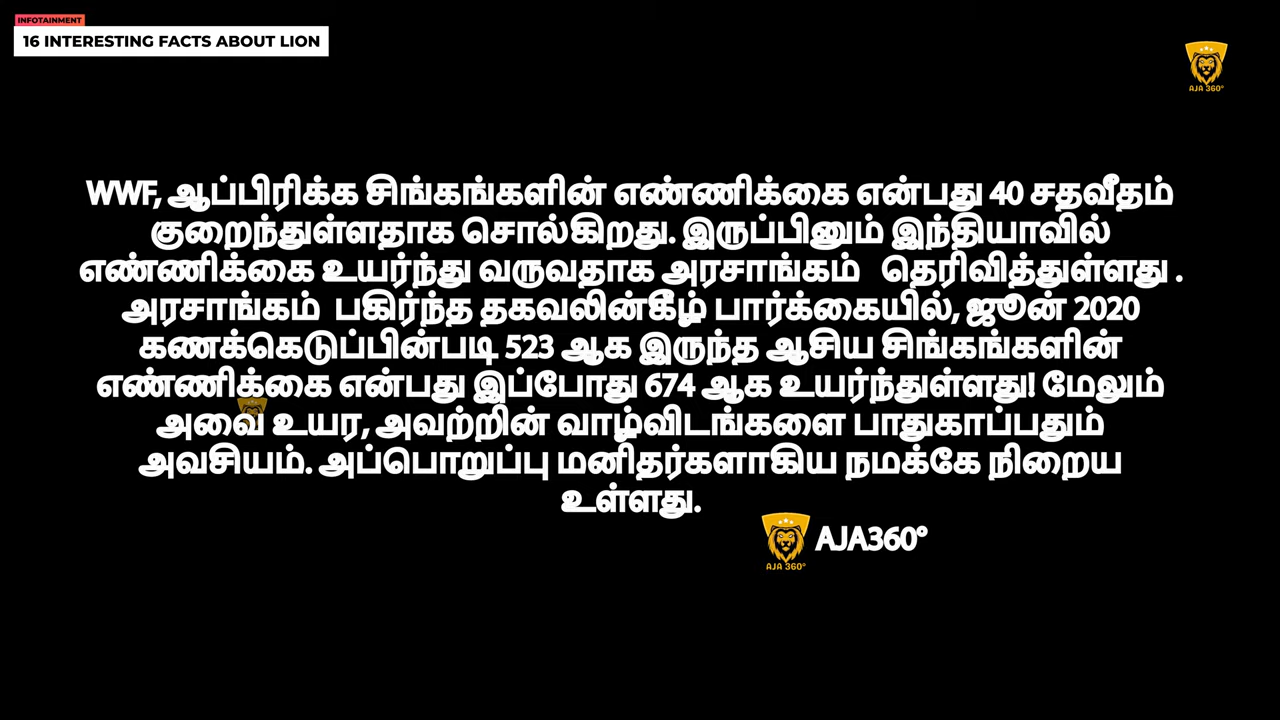 INFOTAINMENT
16 INTERESTING FACTS ABOUT LION
AJA 360°
WWF, ஆப்பிரிக்க சிங்கங்களின் எண்ணிக்கை என்பது 40 சதவீதம்
குறைந்துள்ளதாக சொல்கிறது. இருப்பினும் இந்தியாவில்
எண்ணிக்கை உயர்ந்து வருவதாக அரசாங்கம் தெரிவித்துள்ளது .
அரசாங்கம் பகிர்ந்த தகவலின்கீழ் பார்க்கையில், ஜூன் 2020
கணக்கெடுப்பின்படி 523 ஆக இருந்த ஆசிய சிங்கங்களின்
எண்ணிக்கை என்பது இப்போது 674 ஆக உயர்ந்துள்ளது! மேலும்
அவை உயர, அவற்றின் வாழ்விடங்களை பாதுகாப்பதும்
அவசியம். அப்பொறுப்பு மனிதர்களாகிய நமக்கே நிறைய
உள்ளது.
AJA360°
AJA 360°